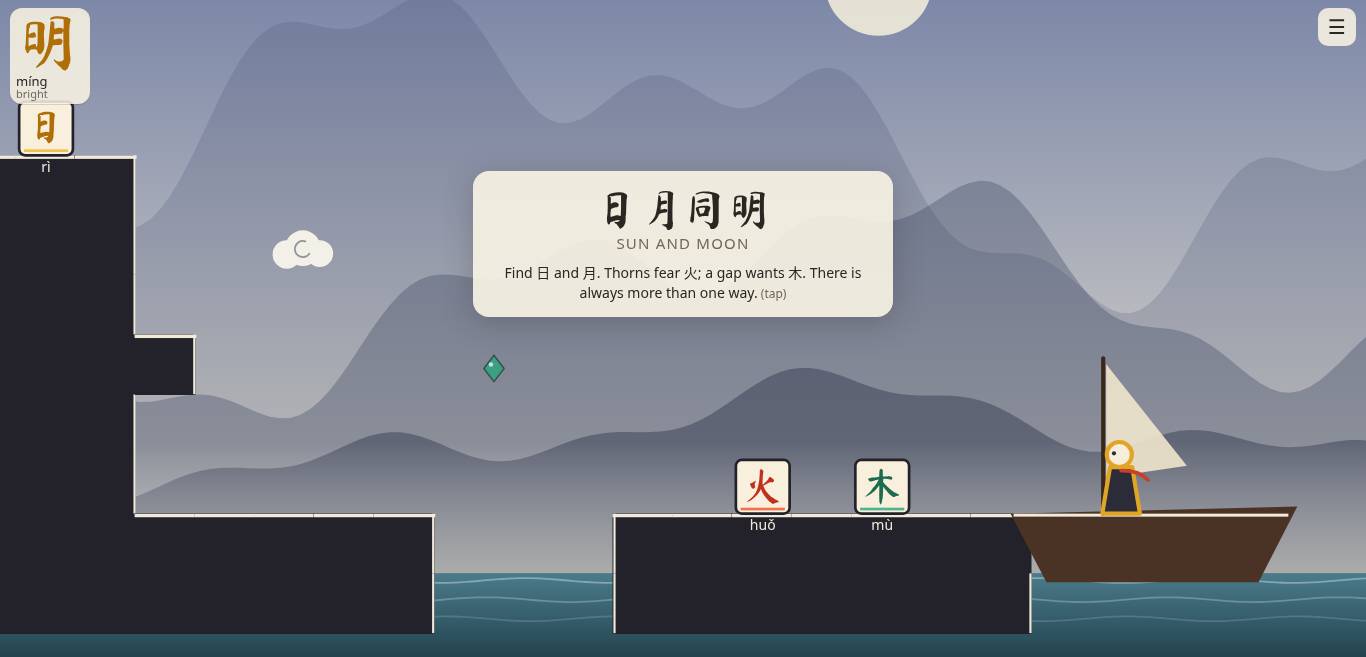 明
míng
bright
日
rì
日月同明
SUN AND MOON
Find 日 and 月. Thorns fear 火; a gap wants 木. There is
always more than one way. (tap)
火
huǒ
木
mù